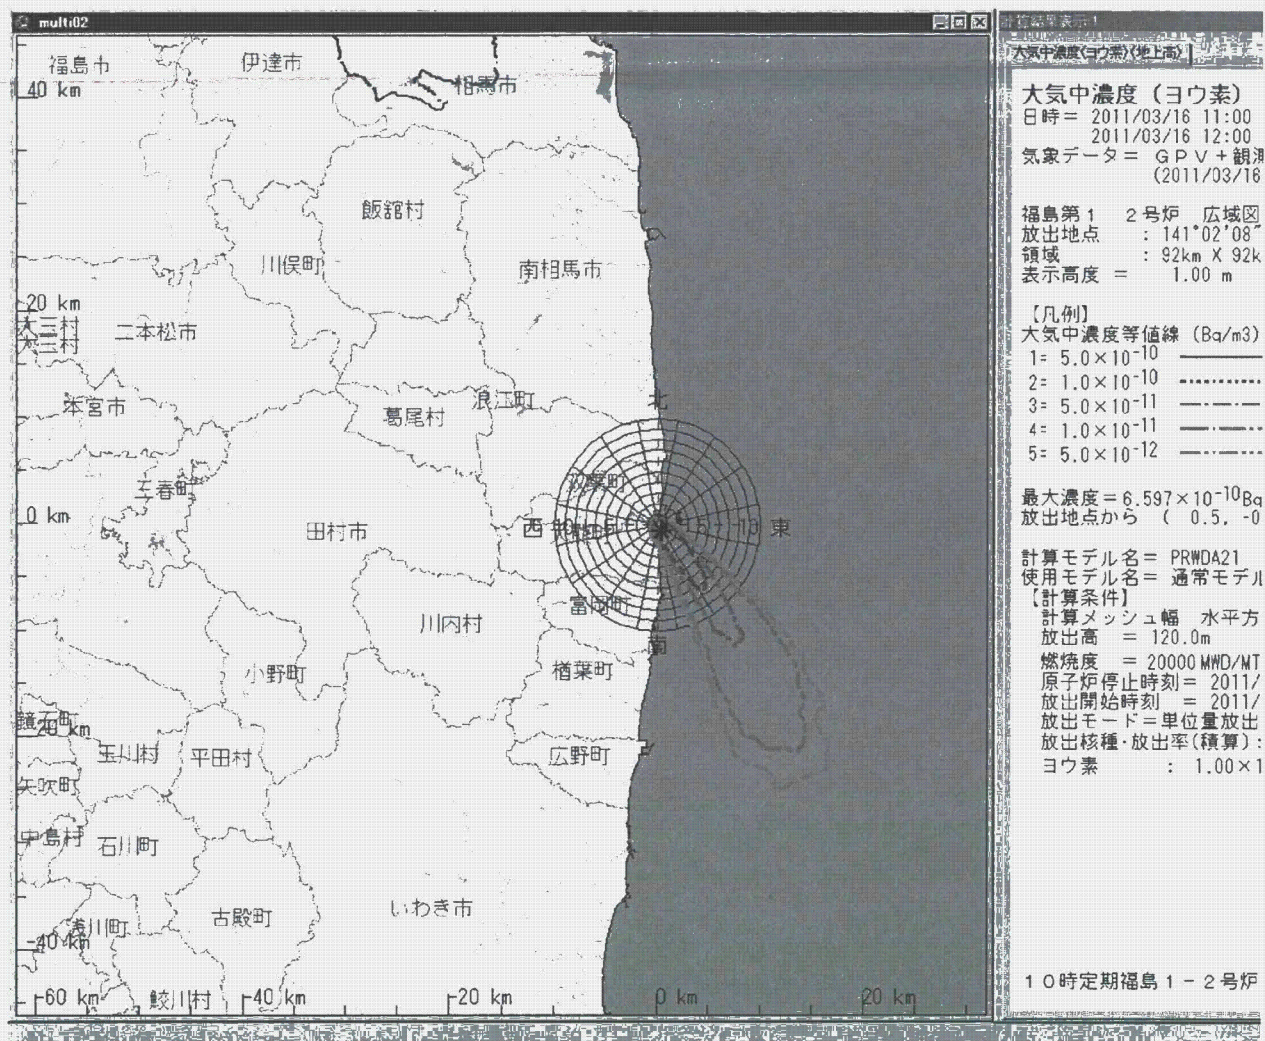 multi02
福島市
伊達市
相馬市
40 km
飯舘村
川俣町
南相馬市
20 km
大玉村
二本松市
本宮市
葛尾村
浪江町
北
双葉町
三春町
0 km
田村市
西
東
富岡町
川内村
南
小野町
楢葉町
鏡石町
-20 km
玉川村
平田村
広野町
矢吹町
中島村
石川町
古殿町
いわき市
浅川町
-40 km
-60 km
鮫川村
-40 km
-20 km
0 km
20 km
計算結果表示1
大気中濃度(ヨウ素)(地上高)
大気中濃度(ヨウ素)
日時= 2011/03/16 11:00
2011/03/16 12:00
気象データ= GPV+観測
(2011/03/16
福島第1 2号炉 広域図
放出地点 : 141°02'08"
領域 : 92km X 92k
表示高度 = 1.00 m
【凡例】
大気中濃度等値線 (Bq/m3)
1= 5.0×10-10
2= 1.0×10-10
3= 5.0×10-11
4= 1.0×10-11
5= 5.0×10-12
最大濃度=6.597×10-10Bq
放出地点から ( 0.5, -0
計算モデル名= PRWDA21
使用モデル名= 通常モデル
【計算条件】
計算メッシュ幅 水平方
放出高 = 120.0m
燃焼度 = 20000MWD/MT
原子炉停止時刻= 2011/
放出開始時刻 = 2011/
放出モード=単位量放出
放出核種・放出率(積算):
ヨウ素 : 1.00×1
10時定期福島1-2号炉